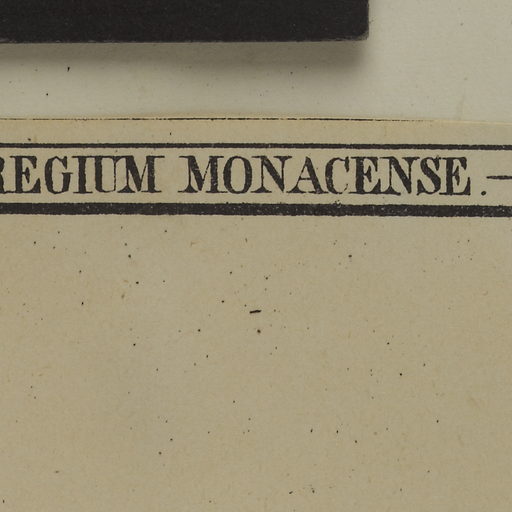 REGIUM MONACENSE. —